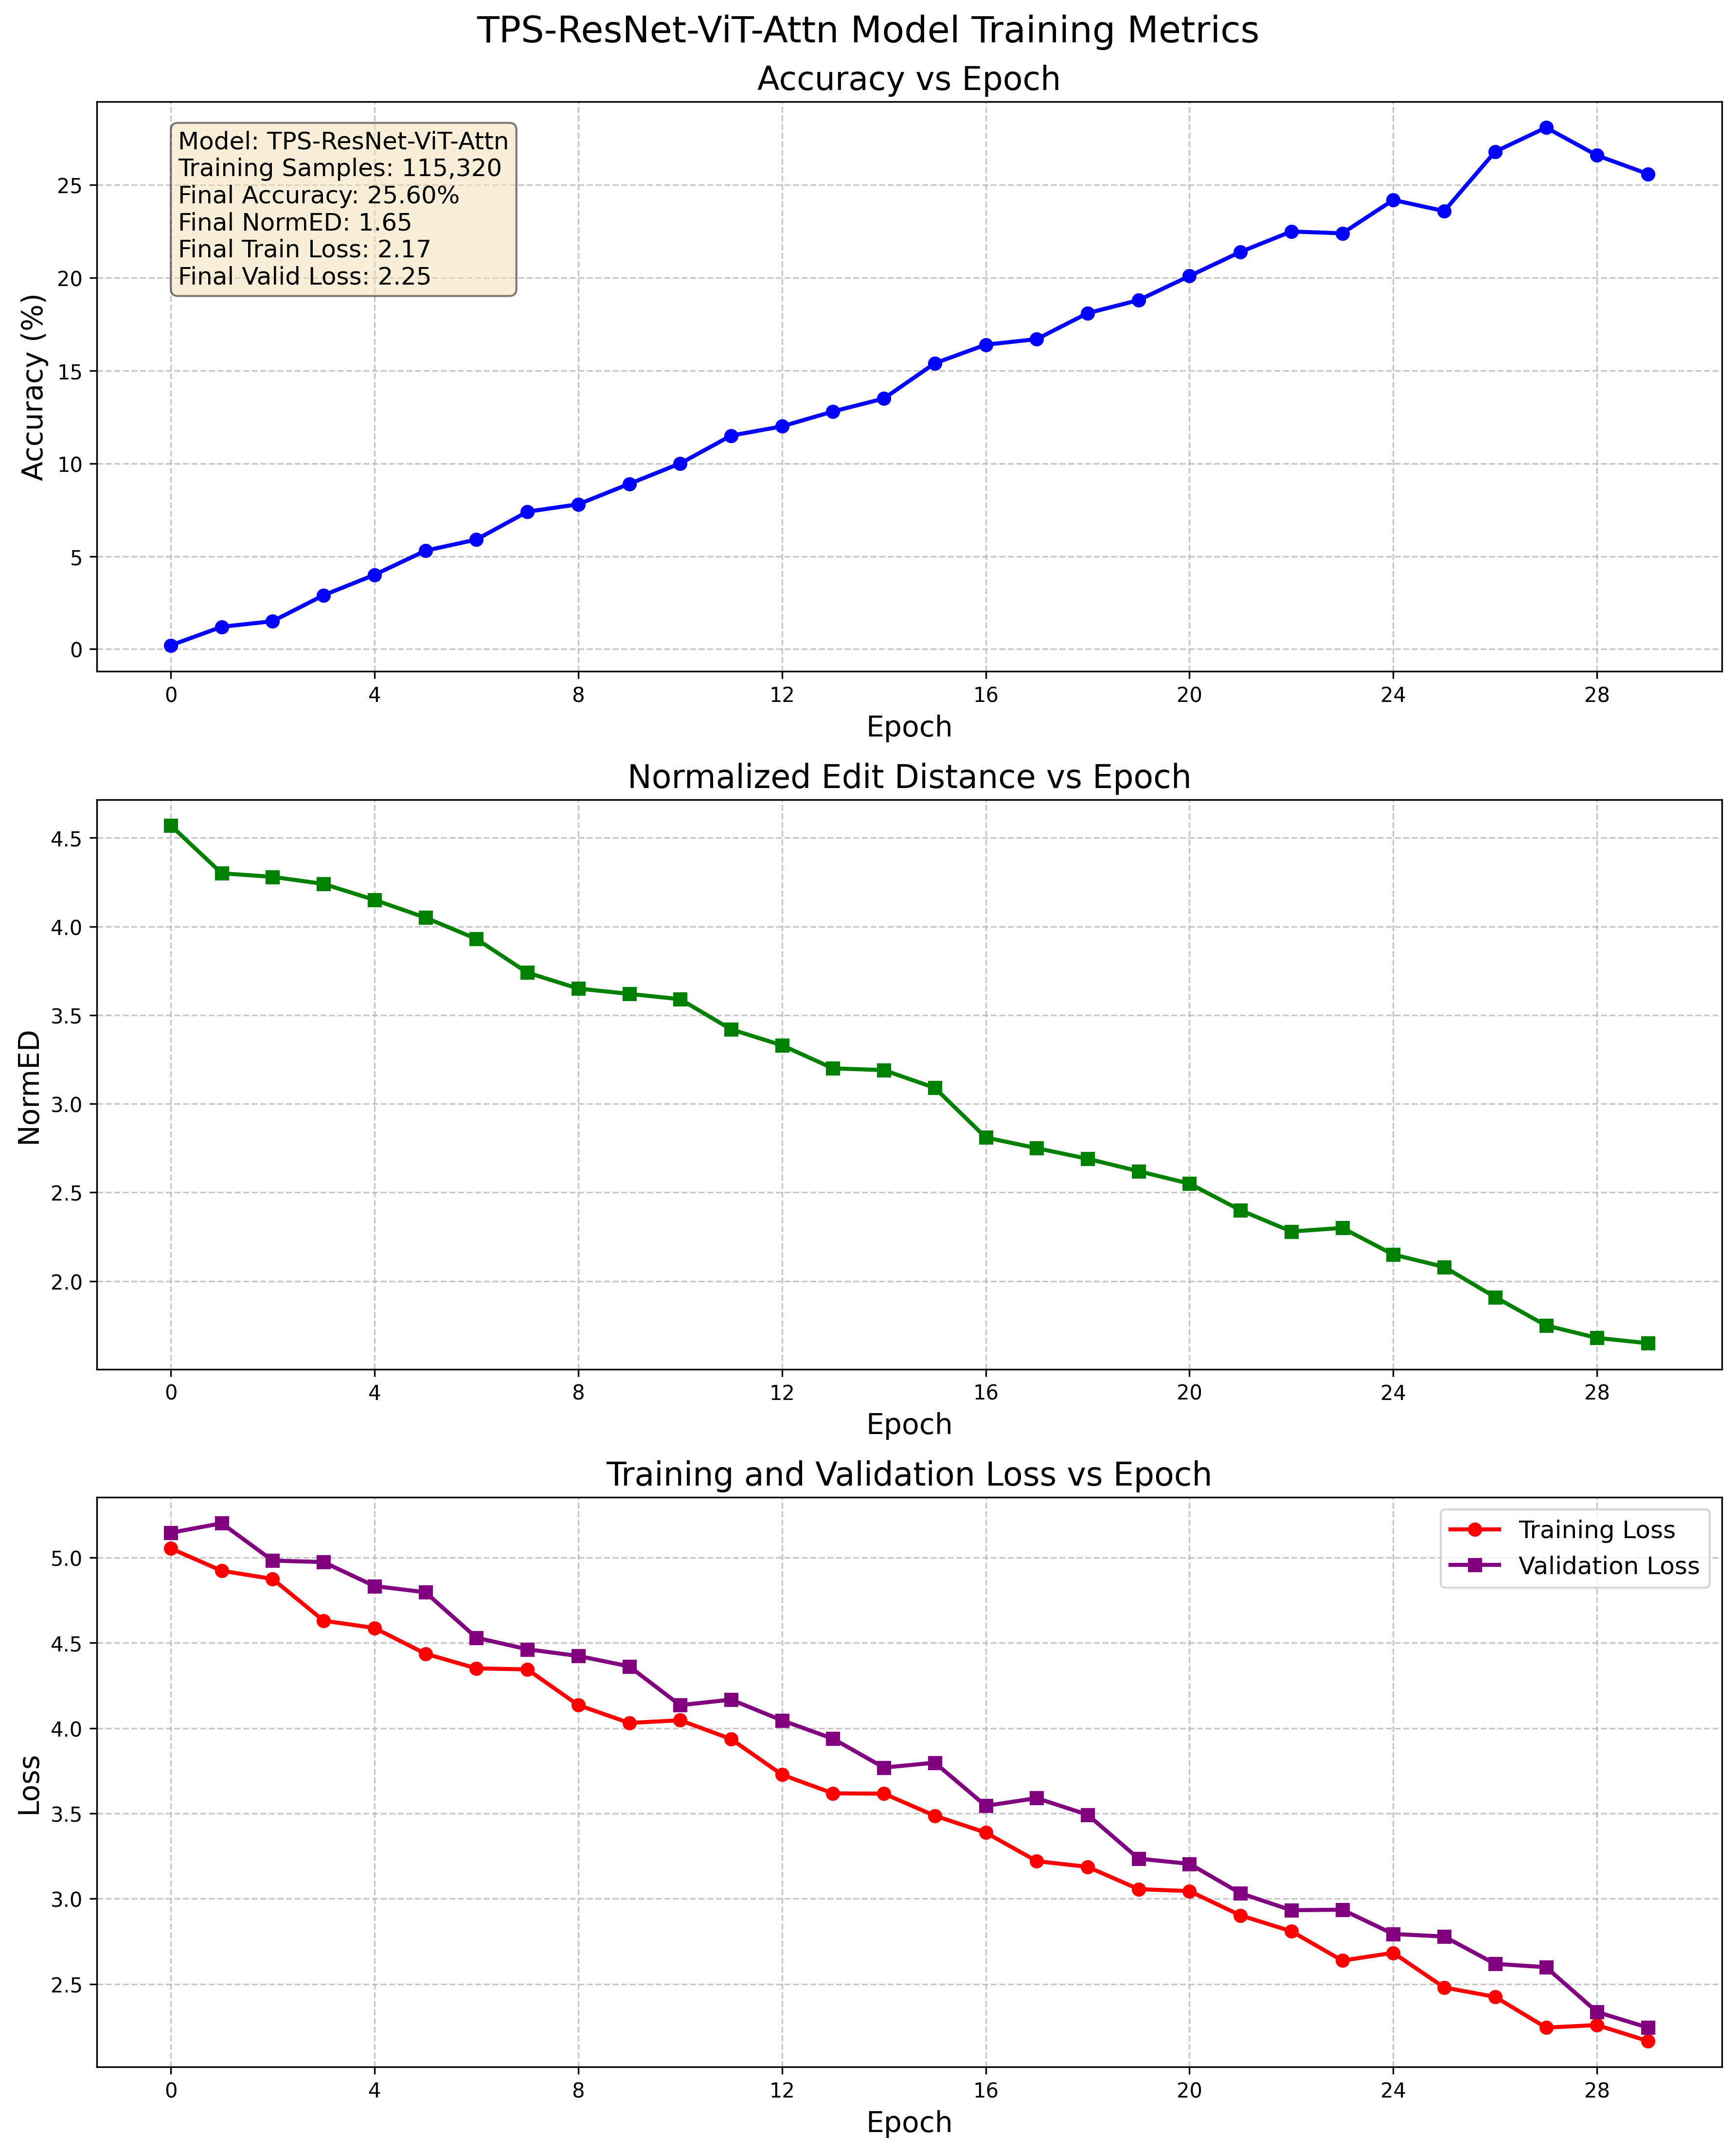 TPS-ResNet-ViT-Attn Model Training Metrics
Accuracy vs Epoch
Model: TPS-ResNet-ViT-Attn
Training Samples: 115,320
Final Accuracy: 25.60%
Final NormED: 1.65
Final Train Loss: 2.17
Final Valid Loss: 2.25
Accuracy (%)
25
20
15
10
5
0
0 4 8 12 16 20 24 28
Epoch
Normalized Edit Distance vs Epoch
NormED
4.5
4.0
3.5
3.0
2.5
2.0
0 4 8 12 16 20 24 28
Epoch
Training and Validation Loss vs Epoch
Training Loss
Validation Loss
Loss
5.0
4.5
4.0
3.5
3.0
2.5
0 4 8 12 16 20 24 28
Epoch